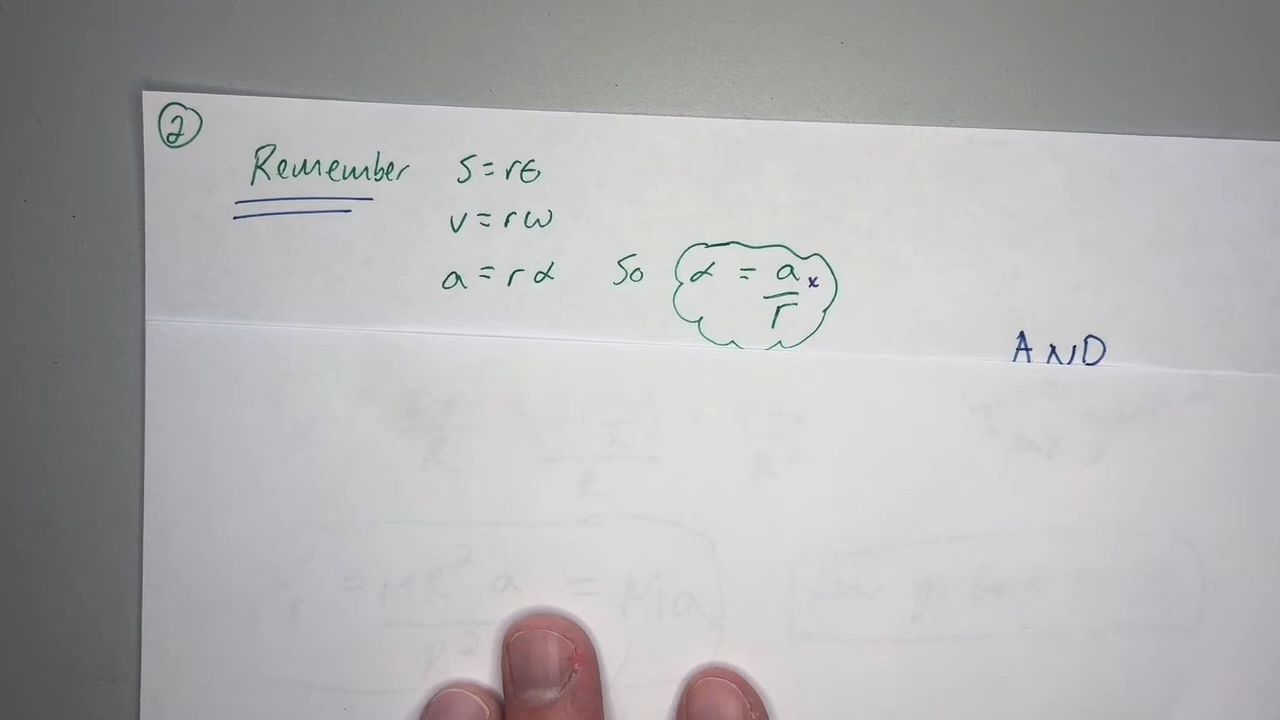 2
Remember s=rθ
v=rω
a=rα so α = a/r x
AND